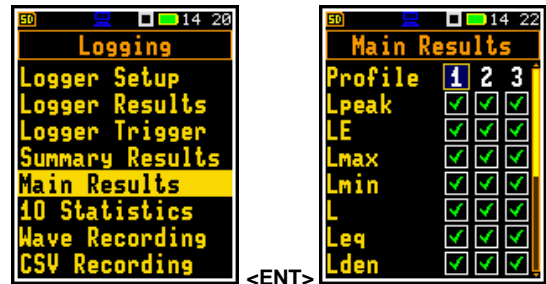 SD 14 20
Logging
Logger Setup
Logger Results
Logger Trigger
Summary Results
Main Results
10 Statistics
Wave Recording
CSV Recording
<ENT>
SD 14 22
Main Results
Profile 1 2 3
Lpeak
LE
Lmax
Lmin
L
Leq
Lden